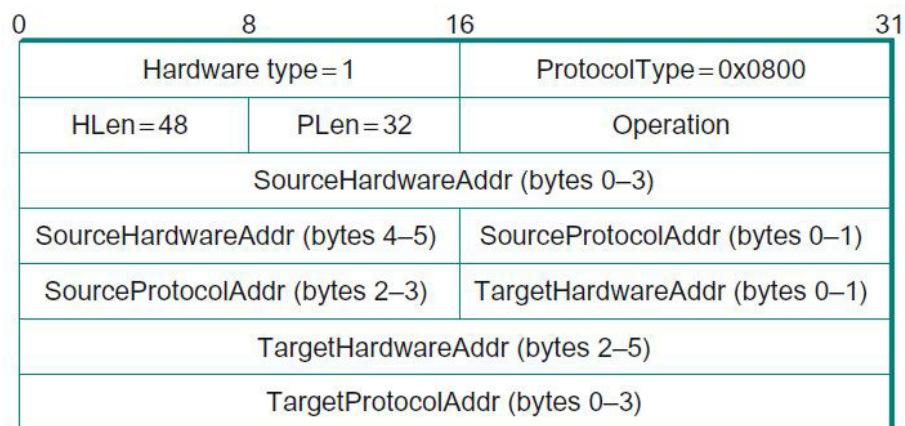 0 8 16 31
Hardware type=1 ProtocolType=0x0800
HLen=48 PLen=32 Operation
SourceHardwareAddr (bytes 0–3)
SourceHardwareAddr (bytes 4–5) SourceProtocolAddr (bytes 0–1)
SourceProtocolAddr (bytes 2–3) TargetHardwareAddr (bytes 0–1)
TargetHardwareAddr (bytes 2–5)
TargetProtocolAddr (bytes 0–3)